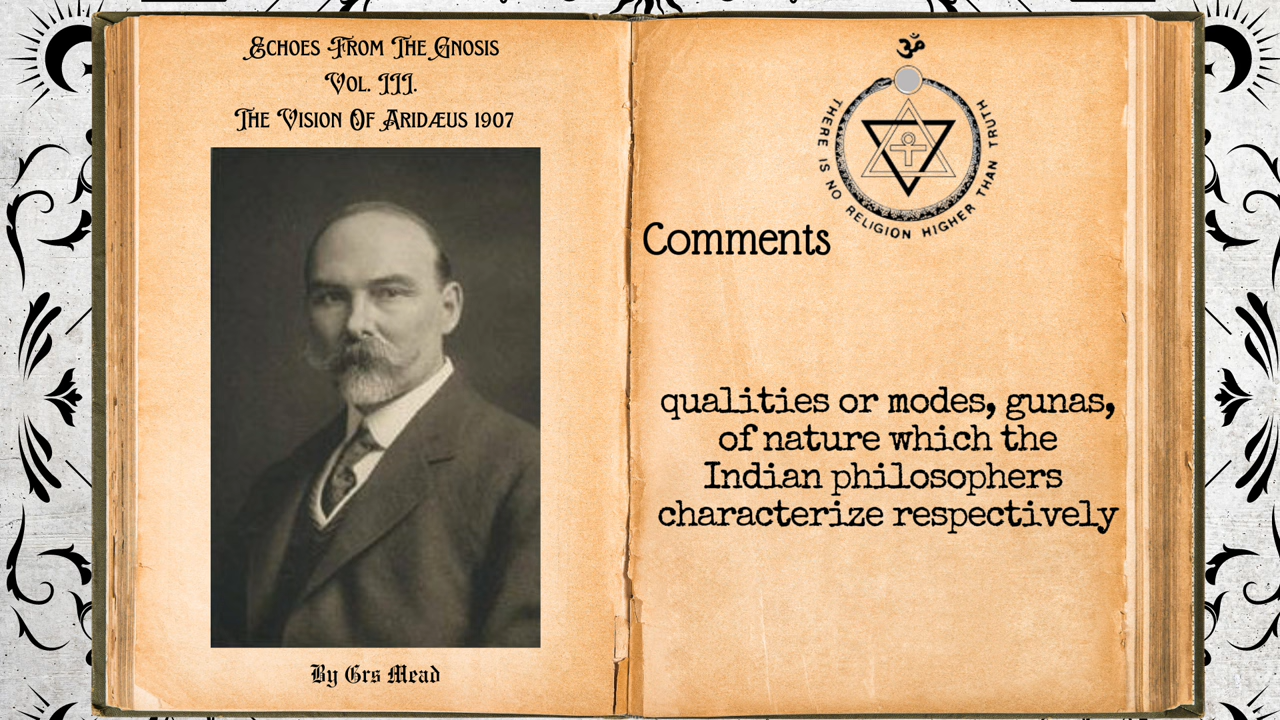 Echoes From The Gnosis
Vol. III.
The Vision Of Aridæus 1907
By Grs Mead
ॐ
THERE IS NO RELIGION HIGHER THAN TRUTH
Comments
qualities or modes, gunas,
of nature which the
Indian philosophers
characterize respectively